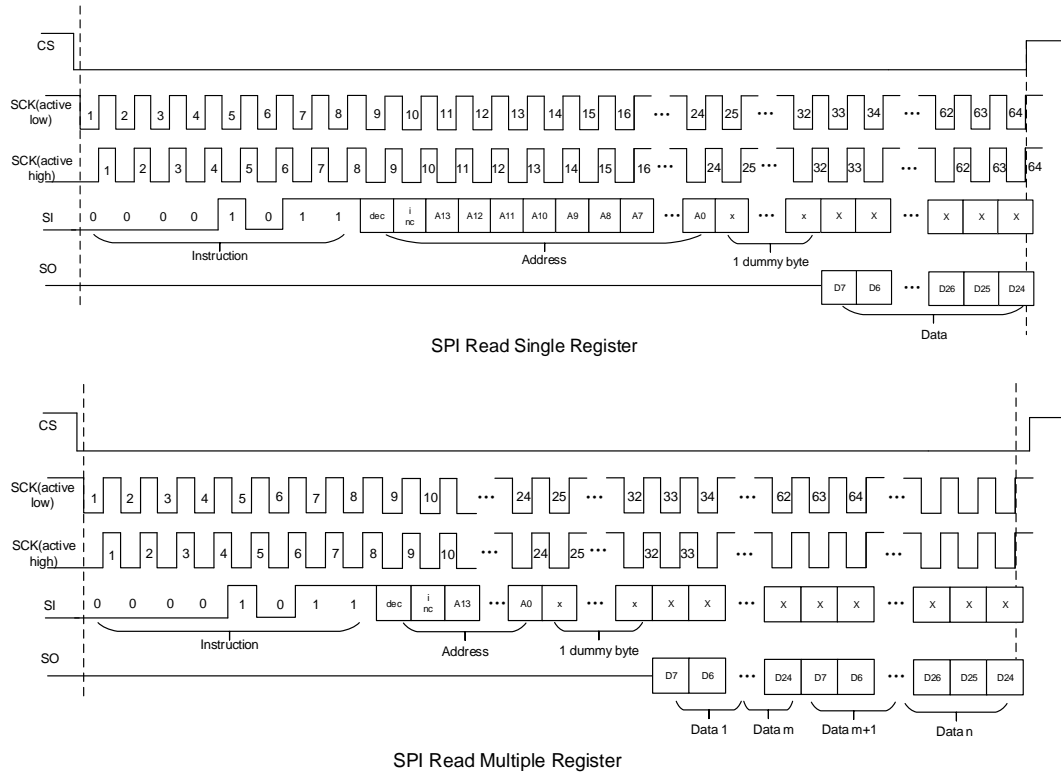 CS
SCK(active low)
1 2 3 4 5 6 7 8 9 10 11 12 13 14 15 16 ••• 24 25 ••• 32 33 34 ••• 62 63 64
SCK(active high)
1 2 3 4 5 6 7 8 9 10 11 12 13 14 15 16 ••• 24 25 ••• 32 33 ••• 62 63 64
SI
0 0 0 0 1 0 1 1 dec i nc A13 A12 A11 A10 A9 A8 A7 ••• A0 x ••• x X X ••• X X X
Instruction Address 1 dummy byte
SO
D7 D6 ••• D26 D25 D24
Data
SPI Read Single Register
CS
SCK(active low)
1 2 3 4 5 6 7 8 9 10 ••• 24 25 ••• 32 33 34 ••• 62 63 64 •••
SCK(active high)
1 2 3 4 5 6 7 8 9 10 ••• 24 25 ••• 32 33 ••• •••
SI
0 0 0 0 1 0 1 1 dec i nc A13 ••• A0 x ••• x X X ••• X X X ••• X X X
Instruction Address 1 dummy byte
SO
D7 D6 ••• D24 D7 D6 ••• D26 D25 D24
Data 1 Data m Data m+1 Data n
SPI Read Multiple Register